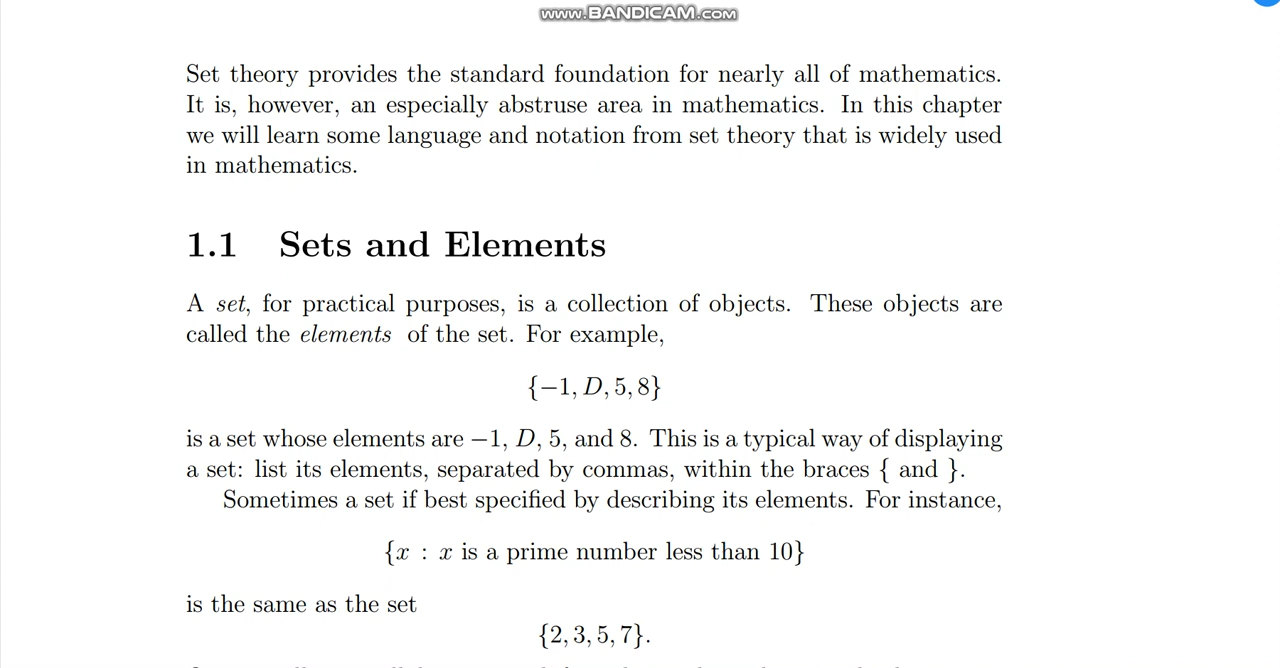 www.BANDICAM.com
Set theory provides the standard foundation for nearly all of mathematics.
It is, however, an especially abstruse area in mathematics. In this chapter
we will learn some language and notation from set theory that is widely used
in mathematics.
1.1 Sets and Elements
A set, for practical purposes, is a collection of objects. These objects are
called the elements of the set. For example,
{−1, D, 5, 8}
is a set whose elements are −1, D, 5, and 8. This is a typical way of displaying
a set: list its elements, separated by commas, within the braces { and }.
Sometimes a set if best specified by describing its elements. For instance,
{x : x is a prime number less than 10}
is the same as the set
{2, 3, 5, 7}.